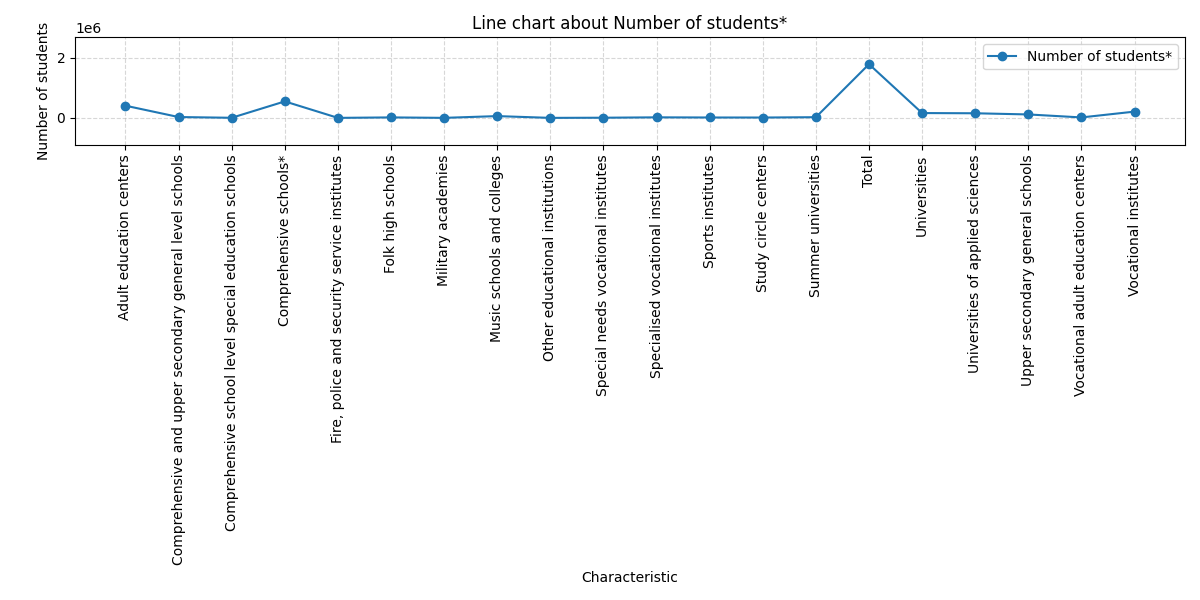 Line chart about Number of students*
1e6
Number of students
2
0
Number of students*
Adult education centers
Comprehensive and upper secondary general level schools
Comprehensive school level special education schools
Comprehensive schools*
Fire, police and security service institutes
Folk high schools
Military academies
Music schools and colleges
Other educational institutions
Special needs vocational institutes
Specialised vocational institutes
Sports institutes
Study circle centers
Summer universities
Total
Universities
Universities of applied sciences
Upper secondary general schools
Vocational adult education centers
Vocational institutes
Characteristic